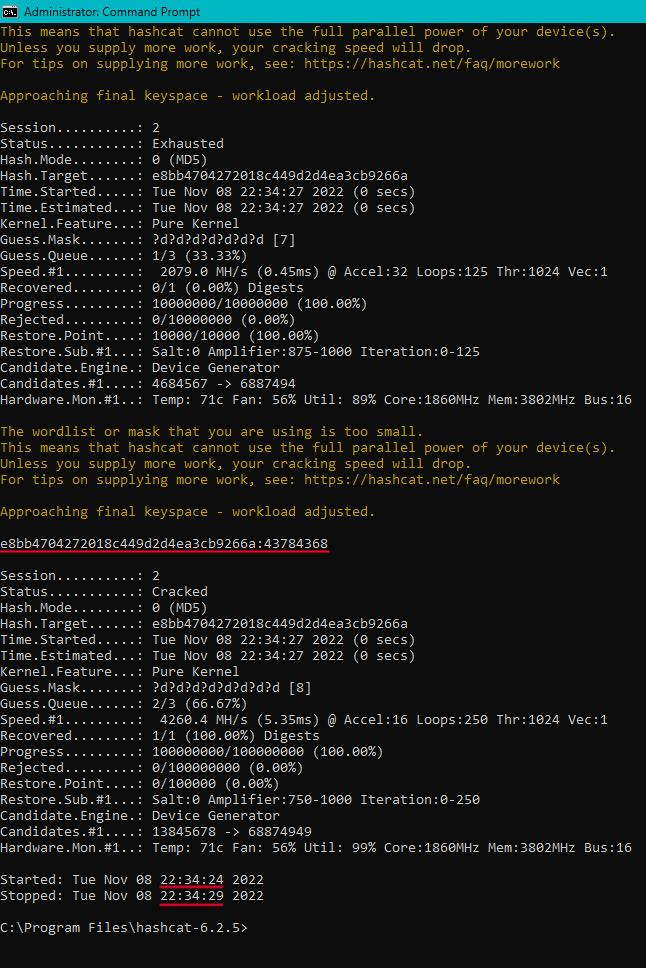 Administrator: Command Prompt
This means that hashcat cannot use the full parallel power of your device(s).
Unless you supply more work, your cracking speed will drop.
For tips on supplying more work, see: https://hashcat.net/faq/morework
Approaching final keyspace - workload adjusted.
Session..........: 2
Status...........: Exhausted
Hash.Mode........: 0 (MD5)
Hash.Target......: e8bb4704272018c449d2d4ea3cb9266a
Time.Started.....: Tue Nov 08 22:34:27 2022 (0 secs)
Time.Estimated...: Tue Nov 08 22:34:27 2022 (0 secs)
Kernel.Feature...: Pure Kernel
Guess.Mask.......: ?d?d?d?d?d?d?d [7]
Guess.Queue......: 1/3 (33.33%)
Speed.#1.........:  2079.0 MH/s (0.45ms) @ Accel:32 Loops:125 Thr:1024 Vec:1
Recovered........: 0/1 (0.00%) Digests
Progress.........: 10000000/10000000 (100.00%)
Rejected.........: 0/10000000 (0.00%)
Restore.Point....: 10000/10000 (100.00%)
Restore.Sub.#1...: Salt:0 Amplifier:875-1000 Iteration:0-125
Candidate.Engine.: Device Generator
Candidates.#1....: 4684567 -> 6887494
Hardware.Mon.#1..: Temp: 71c Fan: 56% Util: 89% Core:1860MHz Mem:3802MHz Bus:16
The wordlist or mask that you are using is too small.
This means that hashcat cannot use the full parallel power of your device(s).
Unless you supply more work, your cracking speed will drop.
For tips on supplying more work, see: https://hashcat.net/faq/morework
Approaching final keyspace - workload adjusted.
e8bb4704272018c449d2d4ea3cb9266a:43784368
Session..........: 2
Status...........: Cracked
Hash.Mode........: 0 (MD5)
Hash.Target......: e8bb4704272018c449d2d4ea3cb9266a
Time.Started.....: Tue Nov 08 22:34:27 2022 (0 secs)
Time.Estimated...: Tue Nov 08 22:34:27 2022 (0 secs)
Kernel.Feature...: Pure Kernel
Guess.Mask.......: ?d?d?d?d?d?d?d?d [8]
Guess.Queue......: 2/3 (66.67%)
Speed.#1.........:  4260.4 MH/s (5.35ms) @ Accel:16 Loops:250 Thr:1024 Vec:1
Recovered........: 1/1 (100.00%) Digests
Progress.........: 100000000/100000000 (100.00%)
Rejected.........: 0/100000000 (0.00%)
Restore.Point....: 0/100000 (0.00%)
Restore.Sub.#1...: Salt:0 Amplifier:750-1000 Iteration:0-250
Candidate.Engine.: Device Generator
Candidates.#1....: 13845678 -> 68874949
Hardware.Mon.#1..: Temp: 71c Fan: 56% Util: 99% Core:1860MHz Mem:3802MHz Bus:16
Started: Tue Nov 08 22:34:24 2022
Stopped: Tue Nov 08 22:34:29 2022
C:\Program Files\hashcat-6.2.5>